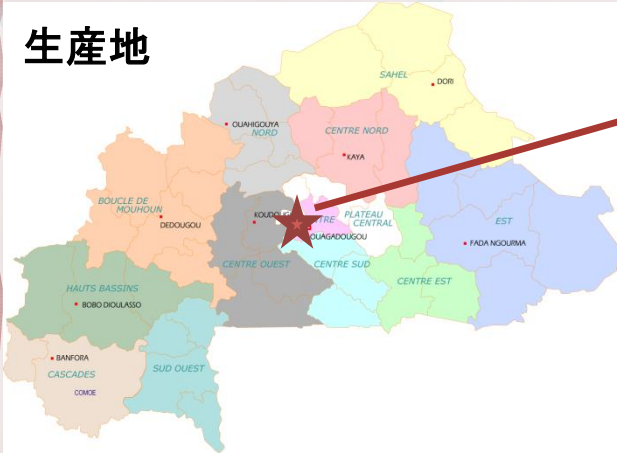 生産地
SAHEL
DORI
OUAHIGOUYA
NORD
CENTRE NORD
KAYA
BOUCLE DE
MOUHOUN
DEDOUGOU
PLATEAU
CENTRAL
EST
OUAGADOUGOU
FADA NGOURMA
CENTRE OUEST
CENTRE SUD
CENTRE EST
HAUTS BASSINS
BOBO DIOULASSO
BANFORA
CASCADES
COMOE
SUD OUEST